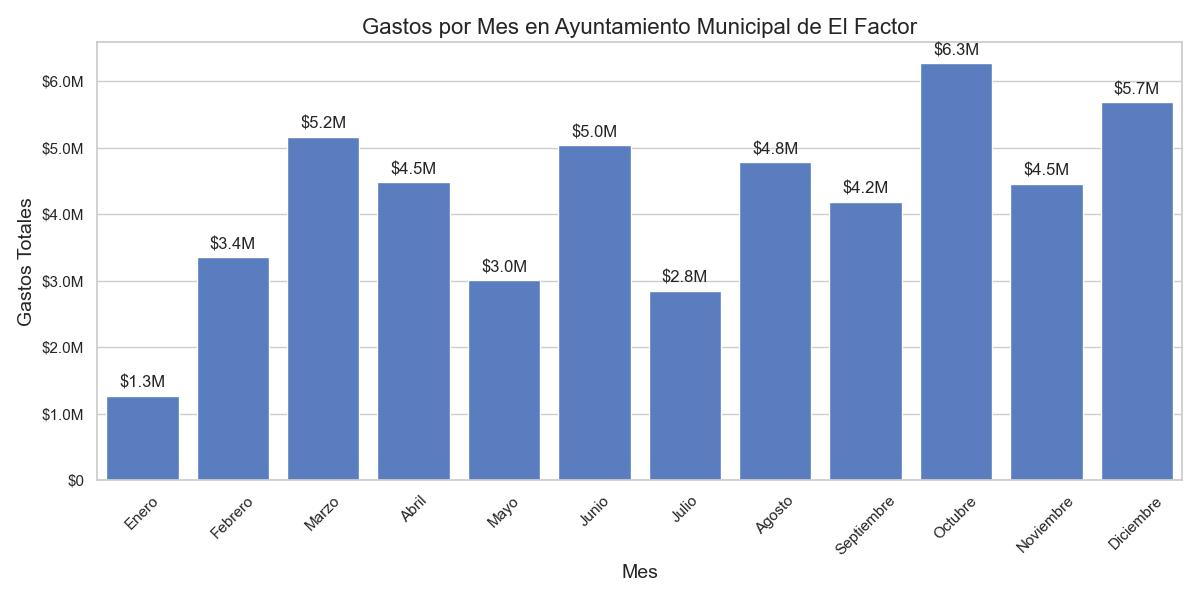 Gastos por Mes en Ayuntamiento Municipal de El Factor
Gastos Totales
$6.0M
$5.0M
$4.0M
$3.0M
$2.0M
$1.0M
$0
$1.3M
$3.4M
$5.2M
$4.5M
$3.0M
$5.0M
$2.8M
$4.8M
$4.2M
$6.3M
$4.5M
$5.7M
Enero
Febrero
Marzo
Abril
Mayo
Junio
Julio
Agosto
Septiembre
Octubre
Noviembre
Diciembre
Mes